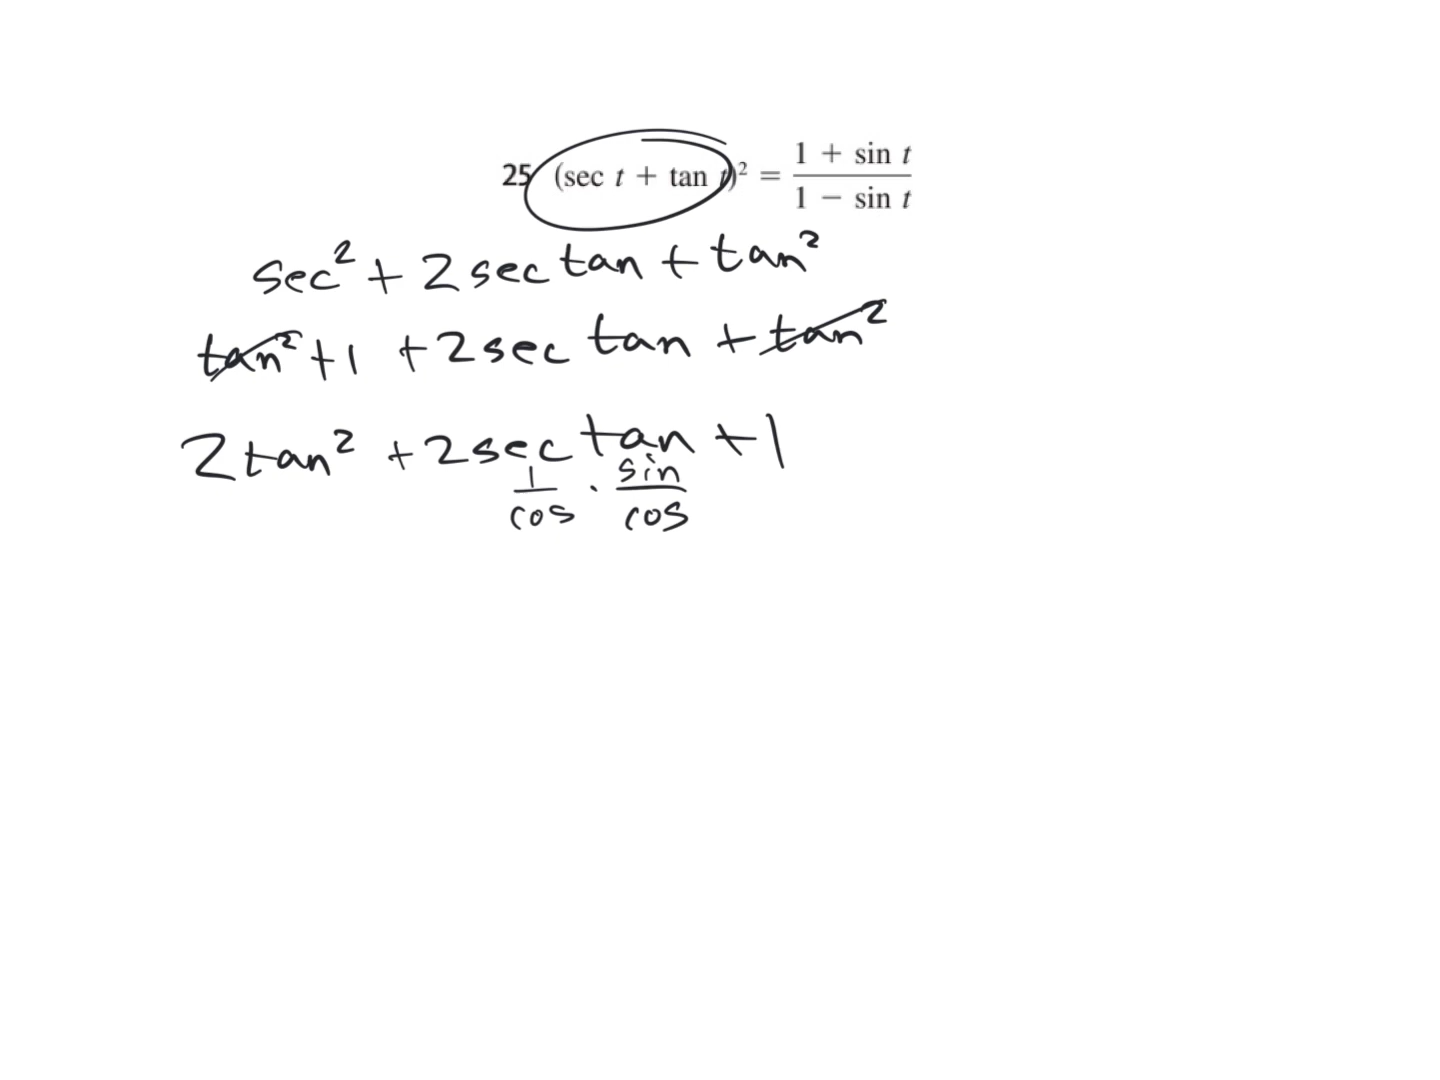 25. (sec t + tan t)² = (1 + sin t)/(1 − sin t)
sec² + 2 sec tan + tan²
tan² + 1 + 2 sec tan + tan²
2 tan² + 2 sec tan + 1
1/cos · sin/cos